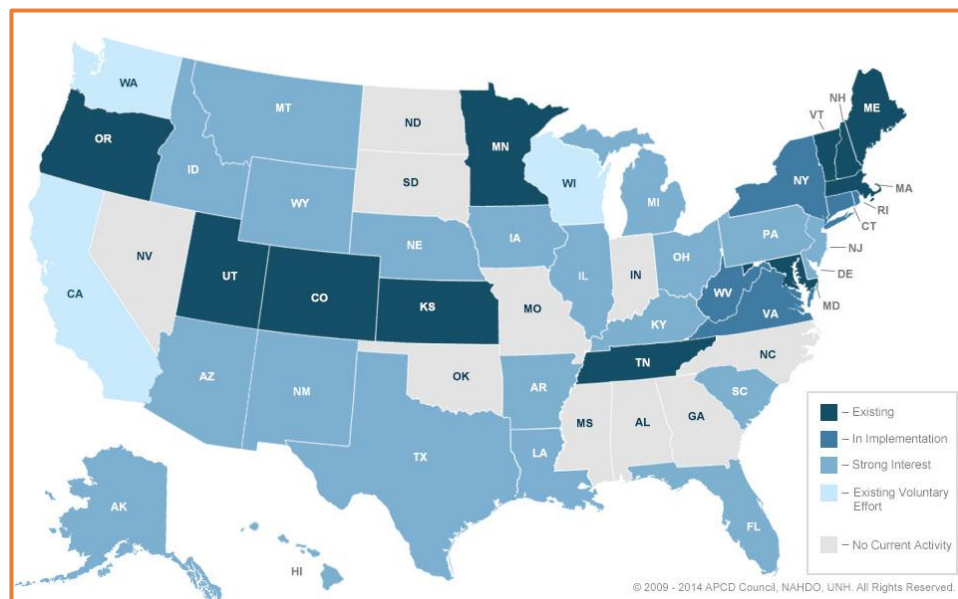 WA
MT
ND
MN
NH
ME
VT
OR
ID
SD
WI
NY
MA
WY
MI
RI
CT
NE
IA
PA
NJ
NV
UT
CO
IL
IN
OH
DE
CA
KS
MO
WV
VA
MD
KY
AZ
NM
OK
AR
TN
NC
SC
MS
AL
GA
TX
LA
FL
AK
HI
– Existing
– In Implementation
– Strong Interest
– Existing Voluntary
Effort
– No Current Activity
© 2009 - 2014 APCD Council, NAHDO, UNH. All Rights Reserved.